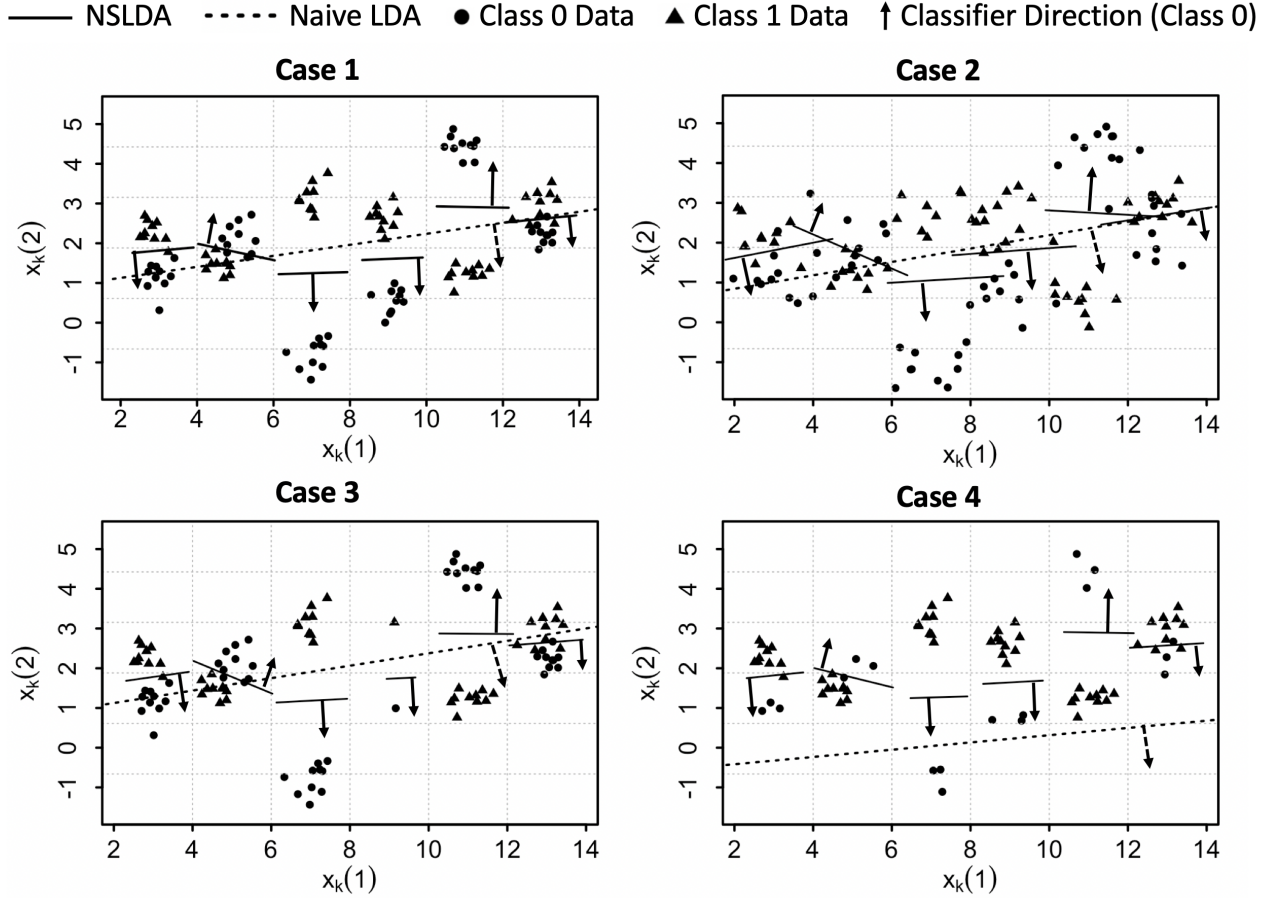 NSLDA Naive LDA Class 0 Data Class 1 Data Classifier Direction (Class 0)
Case 1
xₖ(2)
5
4
3
2
1
0
-1
2 4 6 8 10 12 14
xₖ(1)
Case 2
xₖ(2)
5
4
3
2
1
0
-1
2 4 6 8 10 12 14
xₖ(1)
Case 3
xₖ(2)
5
4
3
2
1
0
-1
2 4 6 8 10 12 14
xₖ(1)
Case 4
xₖ(2)
5
4
3
2
1
0
-1
2 4 6 8 10 12 14
xₖ(1)